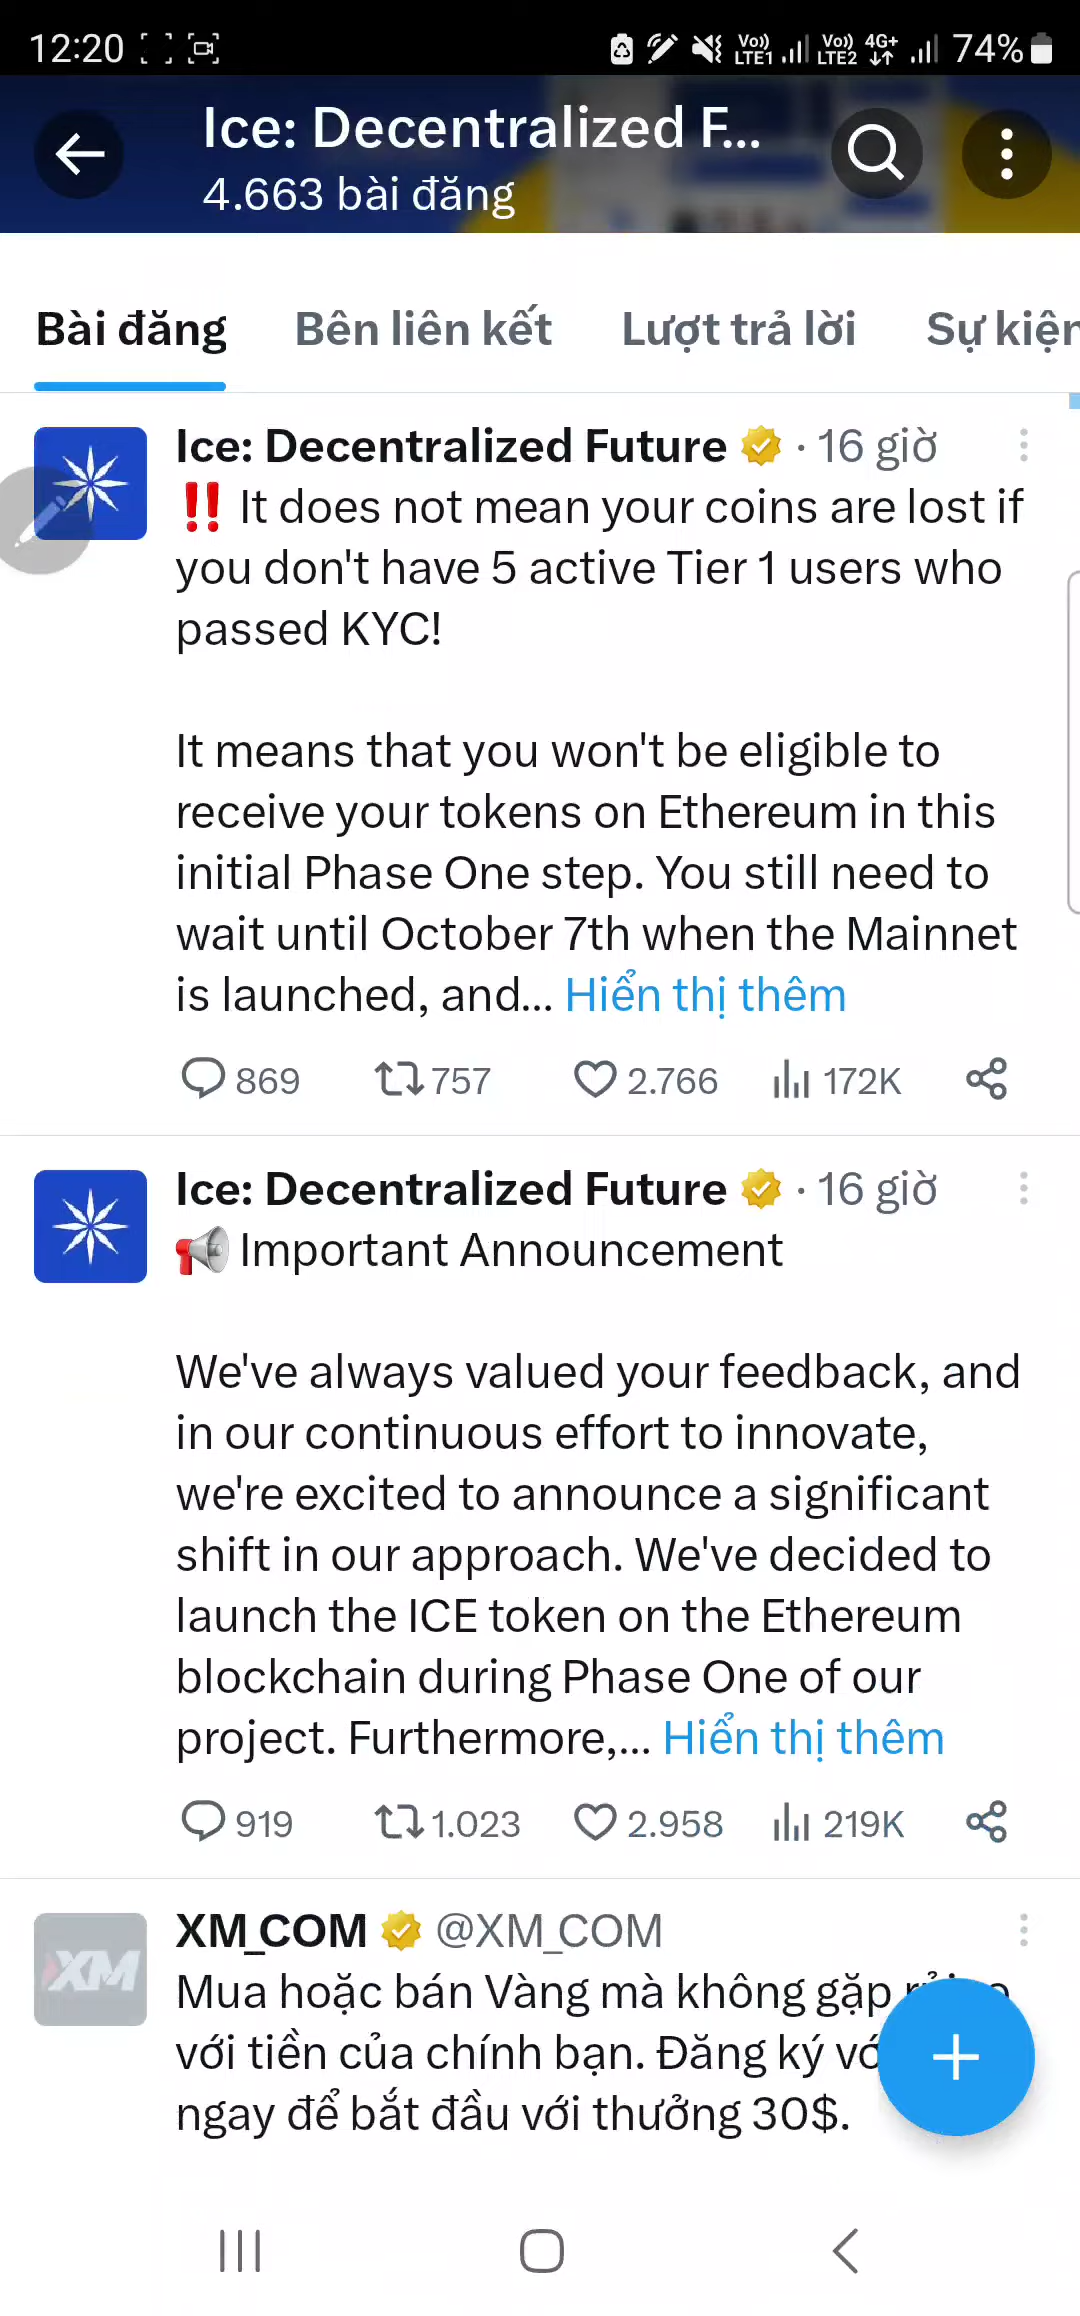 12:20
Vo)) LTE1 Vo)) LTE2 4G+ 74%
Ice: Decentralized F...
4.663 bài đăng
Bài đăng Bên liên kết Lượt trả lời Sự kiện
Ice: Decentralized Future · 16 giờ
‼️ It does not mean your coins are lost if
you don't have 5 active Tier 1 users who
passed KYC!
It means that you won't be eligible to
receive your tokens on Ethereum in this
initial Phase One step. You still need to
wait until October 7th when the Mainnet
is launched, and... Hiển thị thêm
869 757 2.766 172K
Ice: Decentralized Future · 16 giờ
📢 Important Announcement
We've always valued your feedback, and
in our continuous effort to innovate,
we're excited to announce a significant
shift in our approach. We've decided to
launch the ICE token on the Ethereum
blockchain during Phase One of our
project. Furthermore,... Hiển thị thêm
919 1.023 2.958 219K
XM
XM_COM @XM_COM
Mua hoặc bán Vàng mà không gặp
với tiền của chính bạn. Đăng ký
ngay để bắt đầu với thưởng 30$.